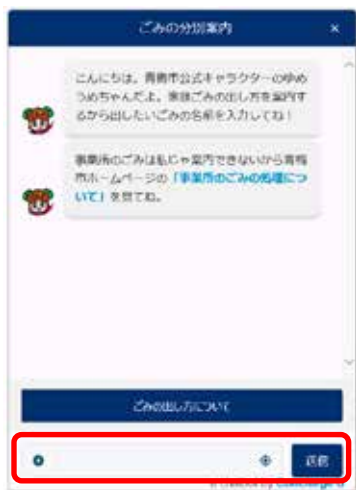 ごみの分別案内 ×
こんにちは。青梅市公式キャラクターのゆめ
うめちゃんだよ。家庭ごみの出し方を案内す
るから出したいごみの名前を入力してね!
事業所のごみは私じゃ案内できないから青梅
市ホームページの「事業所のごみの処理につ
いて」を見てね。
ごみの出し方について
送信